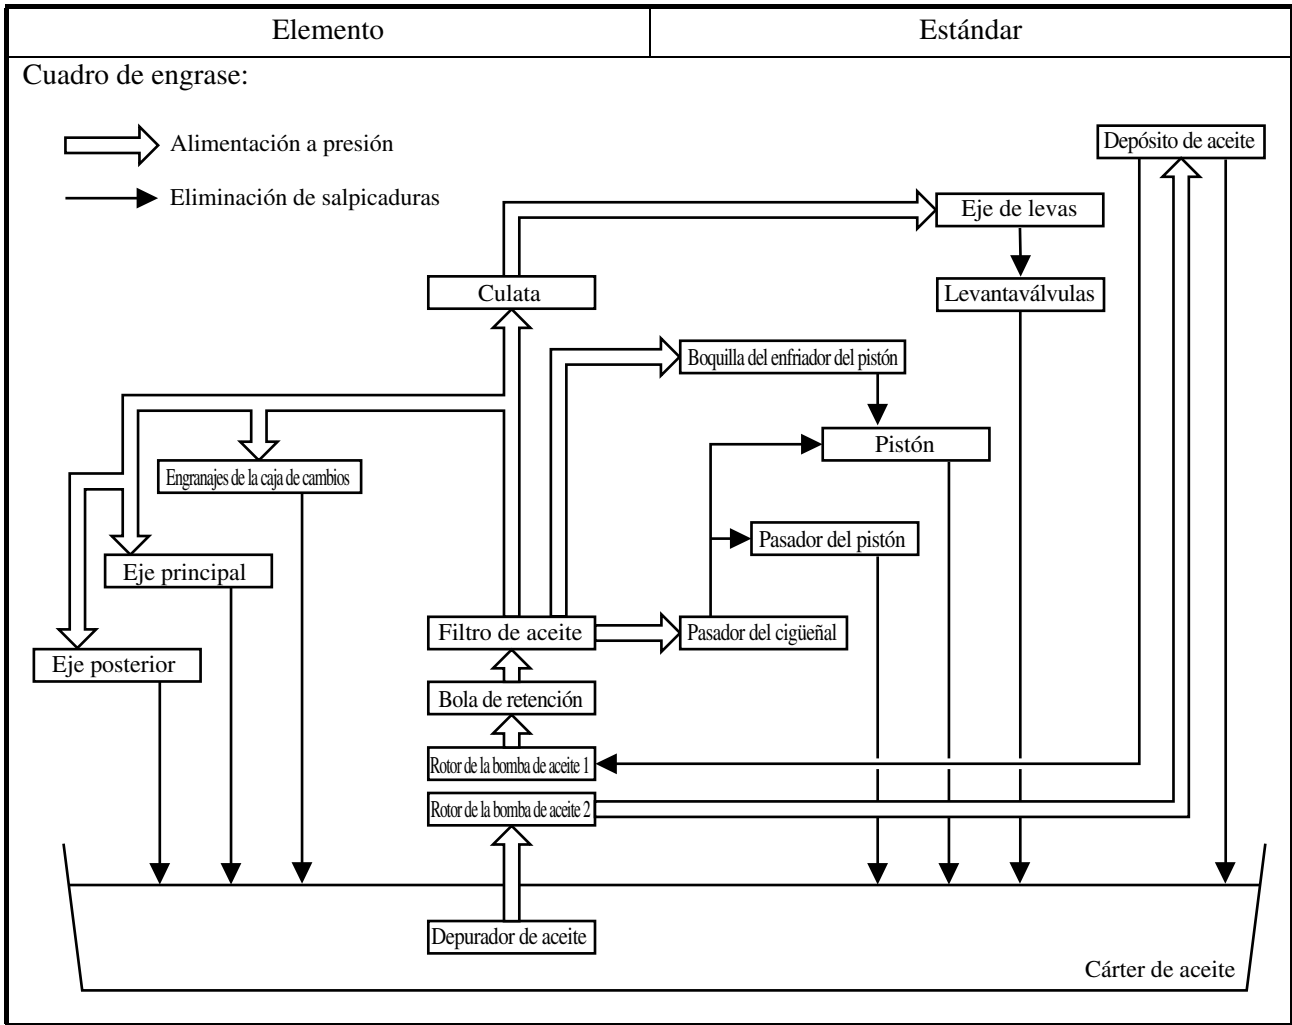 Elemento
Estándar
Cuadro de engrase:
Alimentación a presión
Depósito de aceite
Eliminación de salpicaduras
Eje de levas
Culata
Levantaválvulas
Boquilla del enfriador del pistón
Pistón
Engranajes de la caja de cambios
Pasador del pistón
Eje principal
Filtro de aceite
Pasador del cigüeñal
Eje posterior
Bola de retención
Rotor de la bomba de aceite 1
Rotor de la bomba de aceite 2
Depurador de aceite
Cárter de aceite